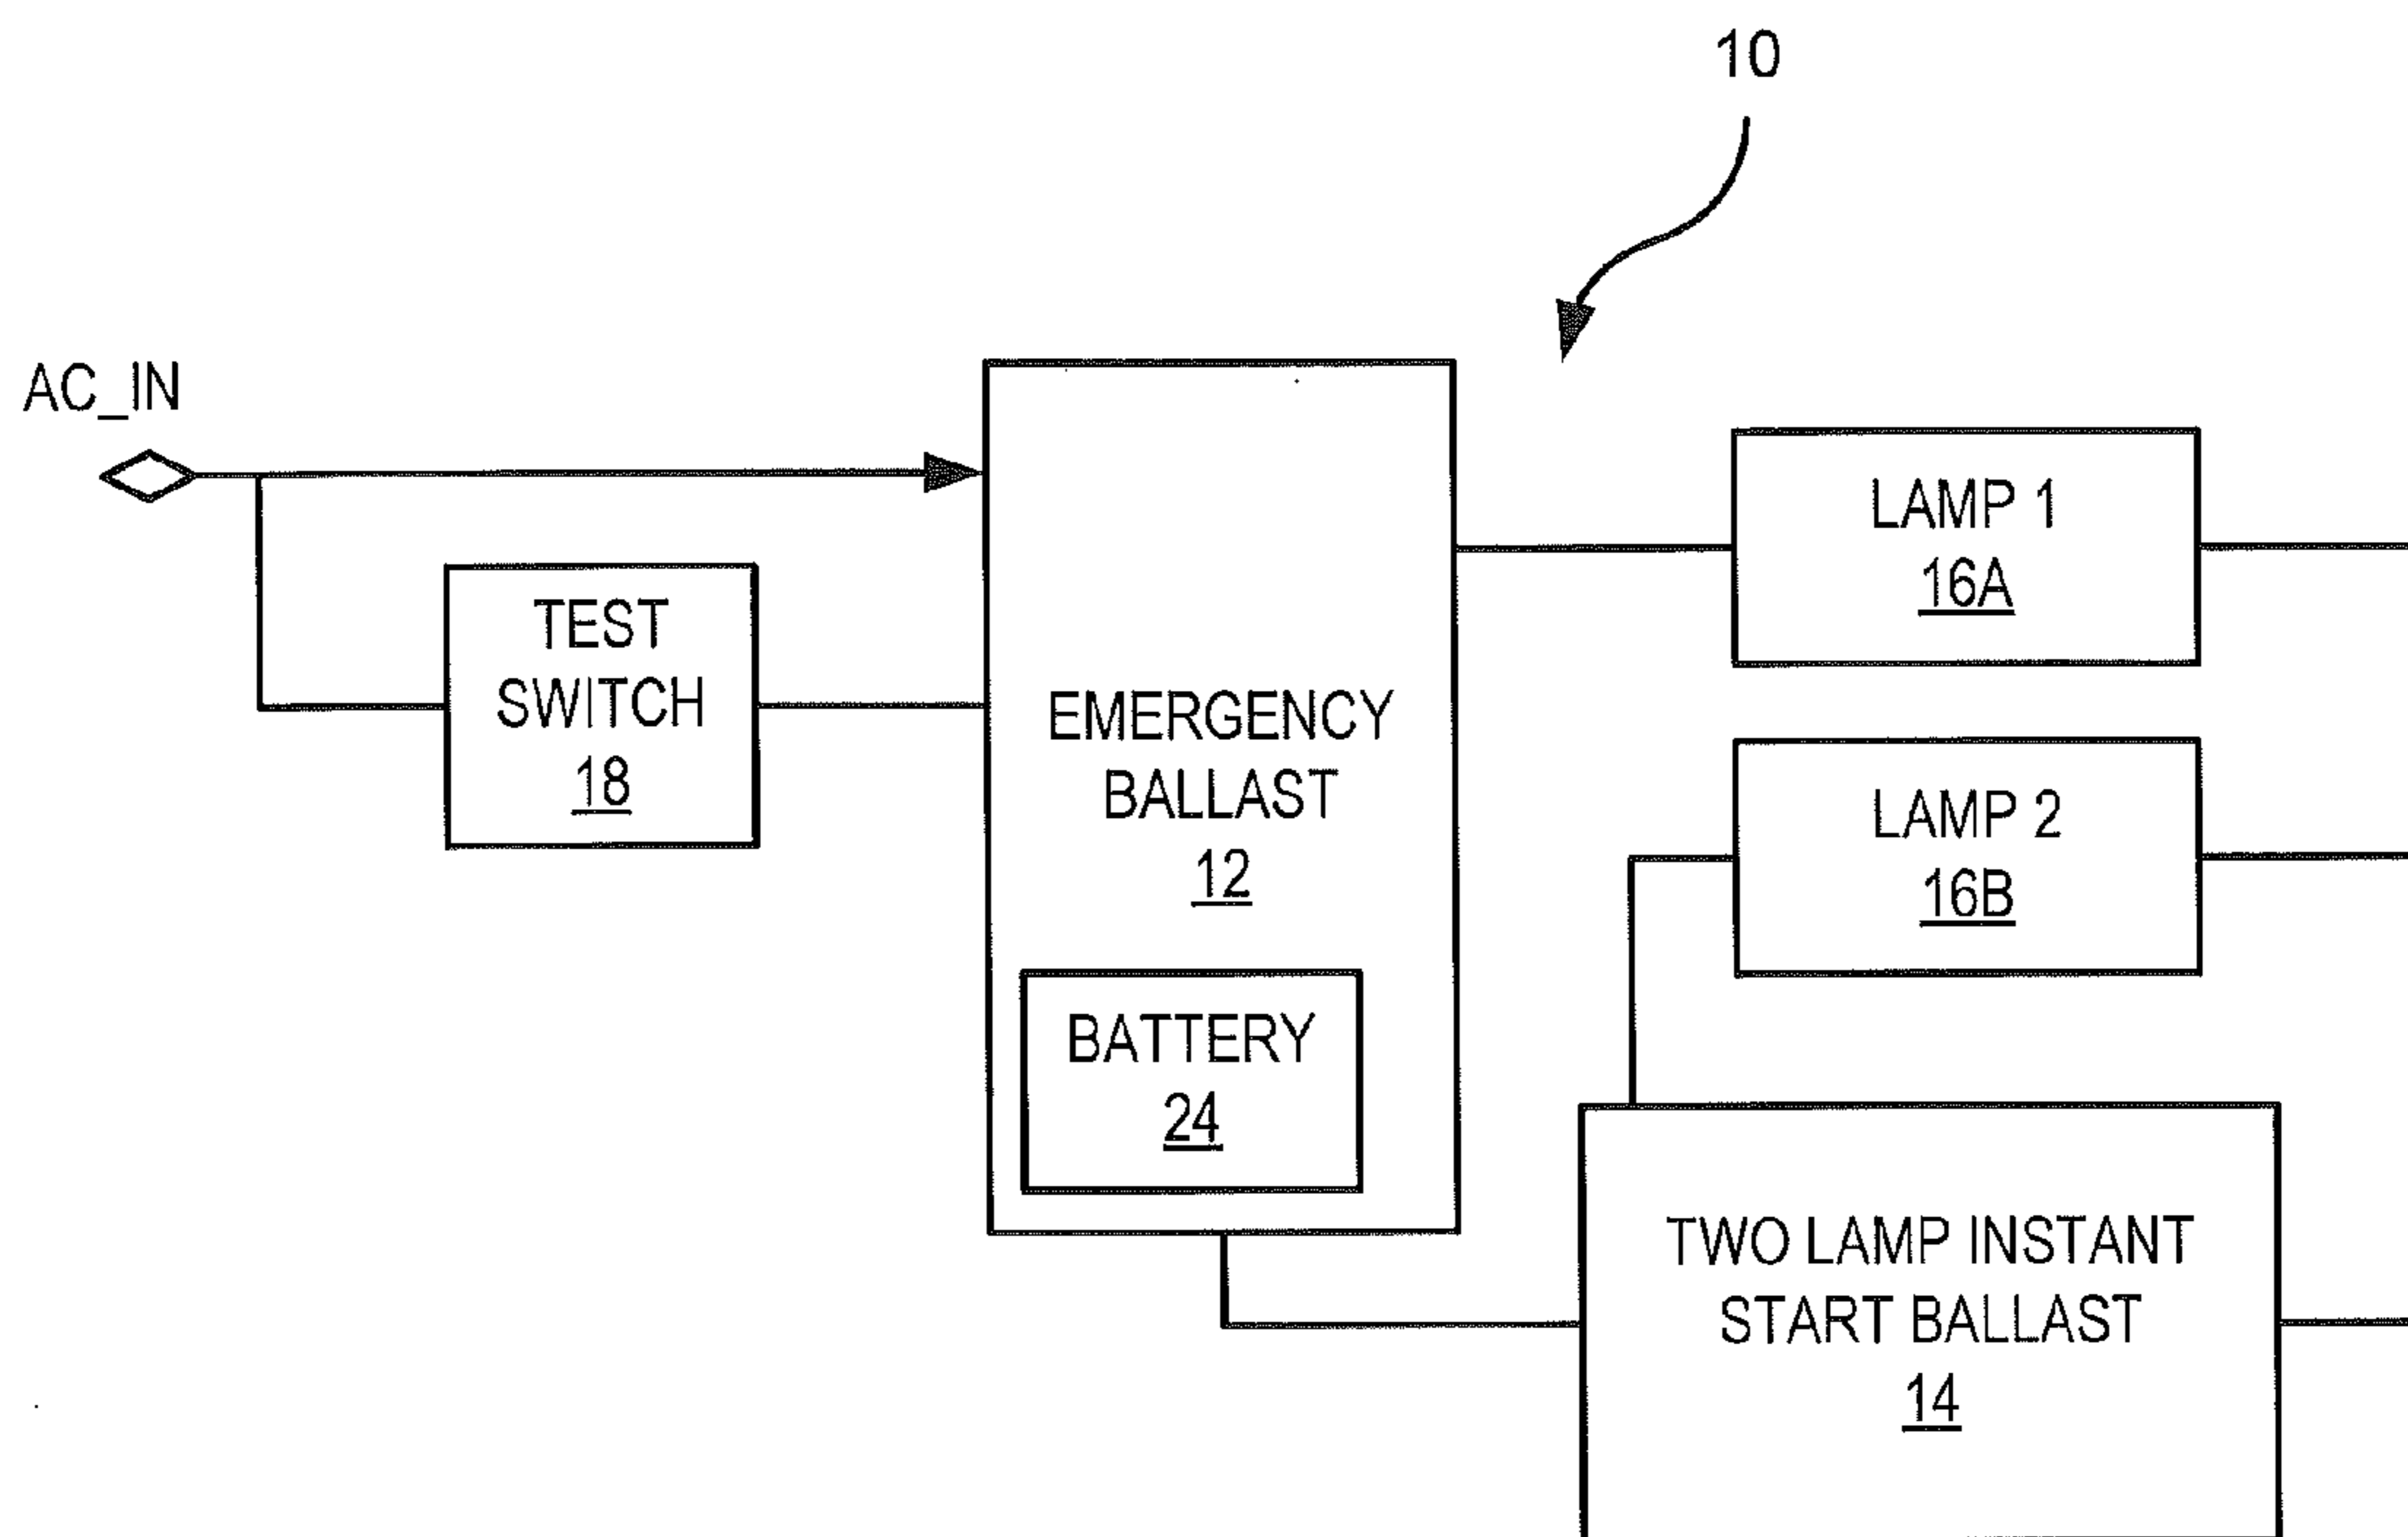 10
AC_IN
TEST
SWITCH
18
EMERGENCY
BALLAST
12
BATTERY
24
LAMP 1
16A
LAMP 2
16B
TWO LAMP INSTANT
START BALLAST
14